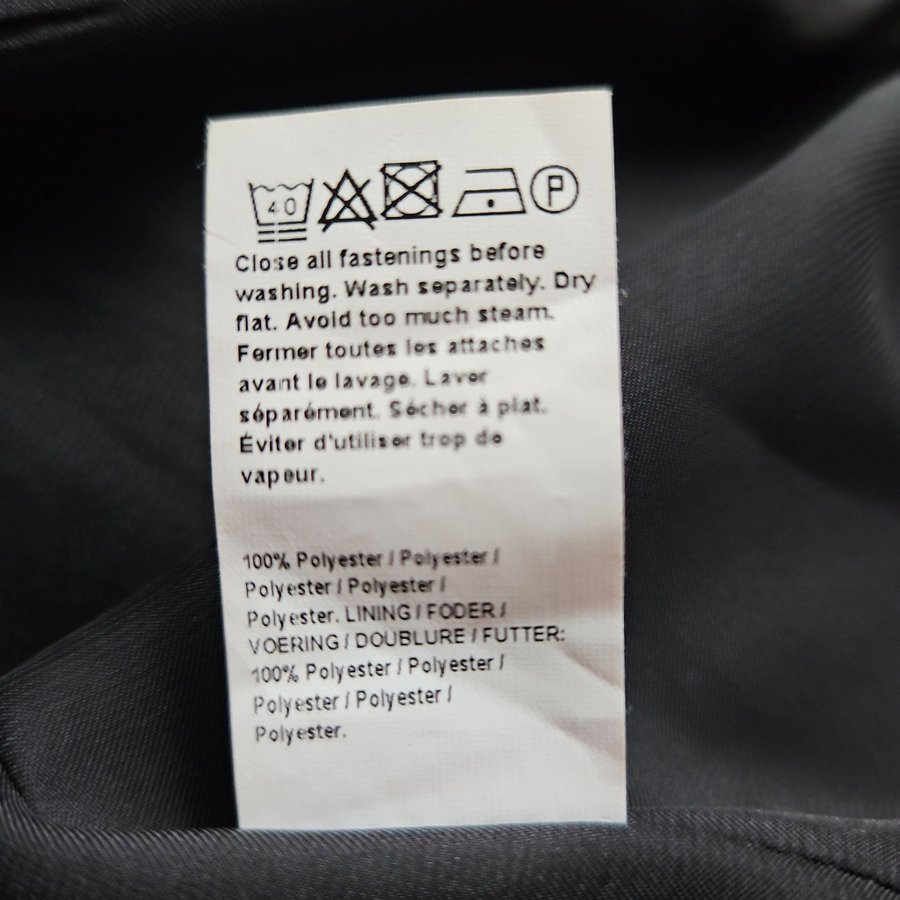 40 P
Close all fastenings before
washing. Wash separately. Dry
flat. Avoid too much steam.
Fermer toutes les attaches
avant le lavage. Laver
séparément. Sécher à plat.
Éviter d'utiliser trop de
vapeur.
100% Polyester / Polyester /
Polyester / Polyester /
Polyester. LINING / FODER /
VOERING / DOUBLURE / FUTTER:
100% Polyester / Polyester /
Polyester / Polyester /
Polyester.